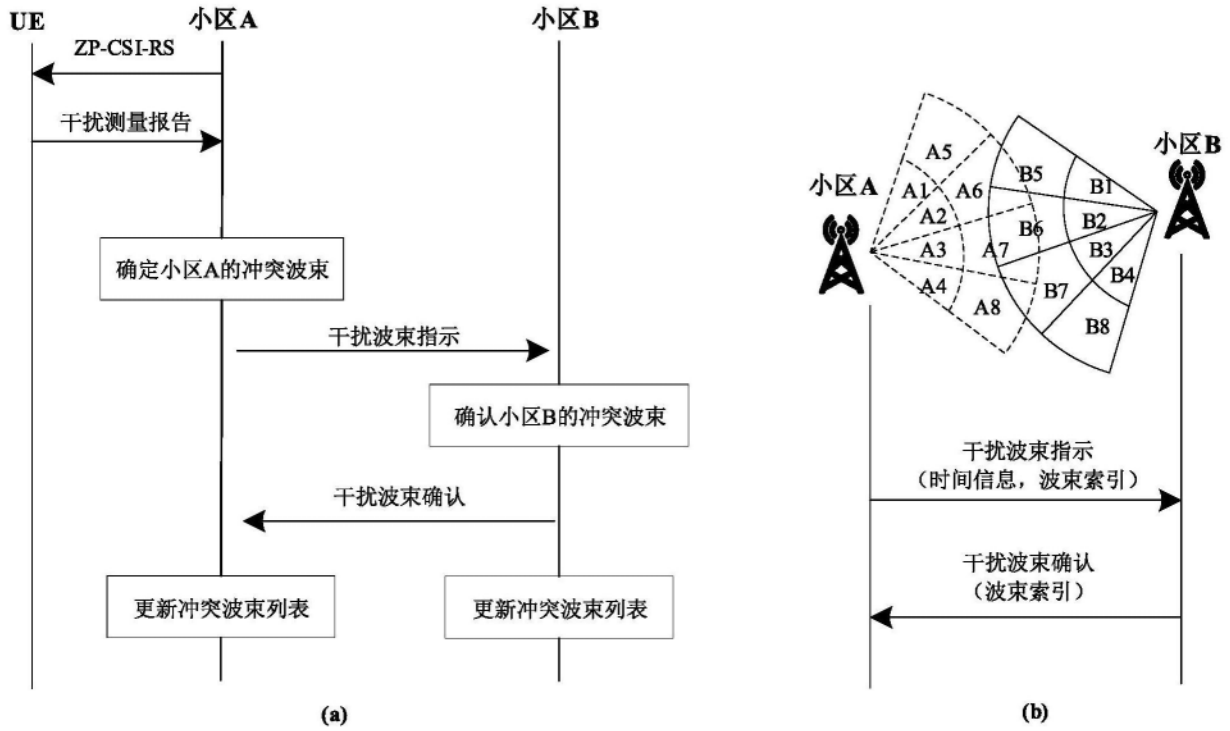 UE
小区A
小区B
ZP-CSI-RS
干扰测量报告
确定小区A的冲突波束
干扰波束指示
确认小区B的冲突波束
干扰波束确认
更新冲突波束列表
更新冲突波束列表
(a)
小区A
小区B
A5
A1
A6
A2
A3
A7
A4
A8
B5
B1
B6
B2
B3
B7
B4
B8
干扰波束指示
（时间信息，波束索引）
干扰波束确认
（波束索引）
(b)